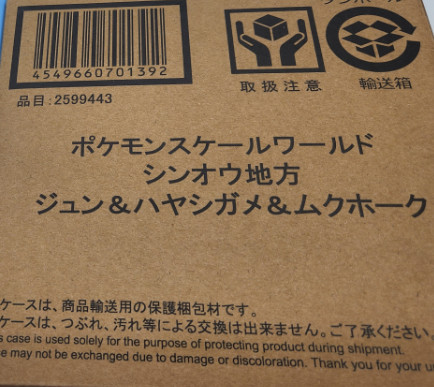 4549660701392
品目:2599443
取扱注意
輸送箱
ポケモンスケールワールド
シンオウ地方
ジュン&ハヤシガメ&ムクホーク
ケースは、商品輸送用の保護梱包材です。
ケースは、つぶれ、汚れ等による交換は出来ません。ご了承ください。
case is used solely for the purpose of protecting product during shipment.
may not be exchanged due to damage or discoloration. Thank you for your